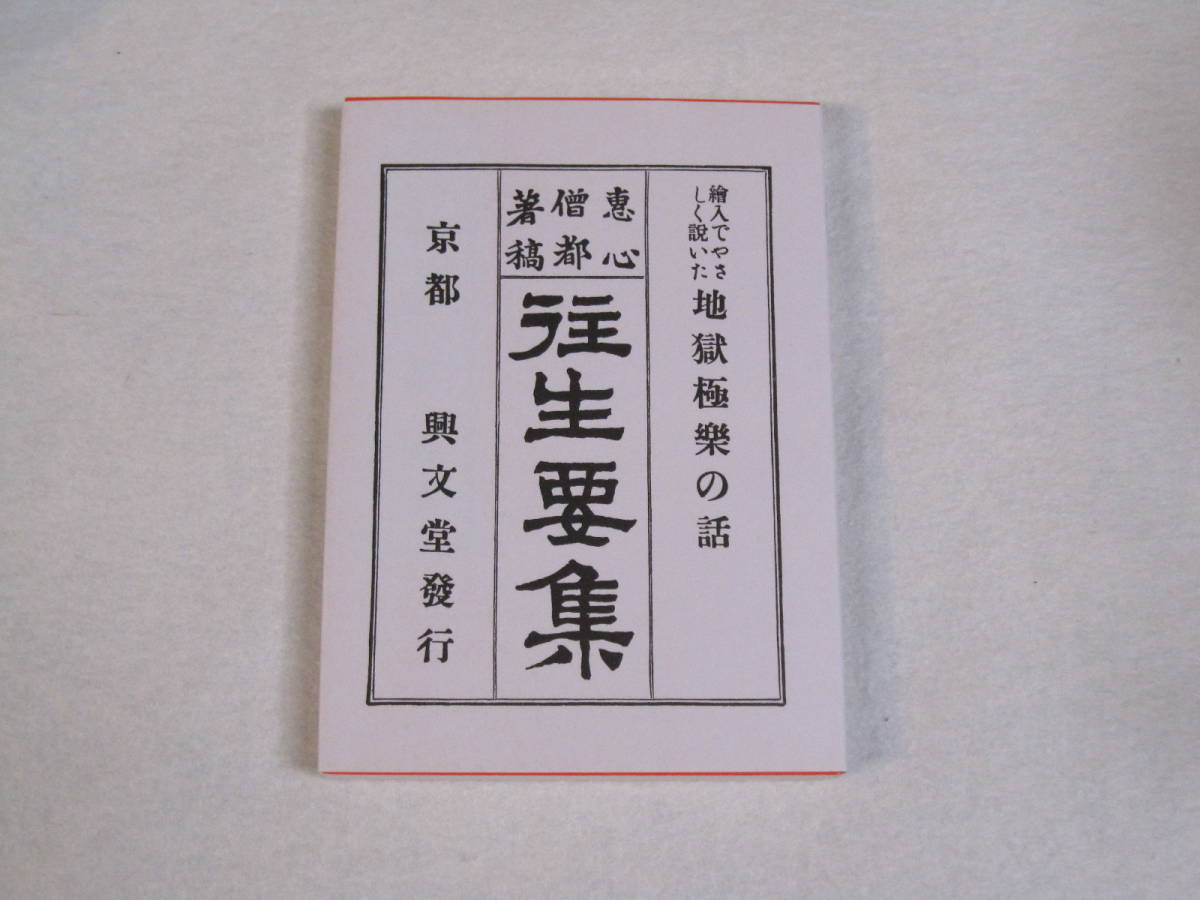 繪入でやさ
しく說いた
地獄極樂の話
惠心
僧都
著稿
往生要集
京都 興文堂發行